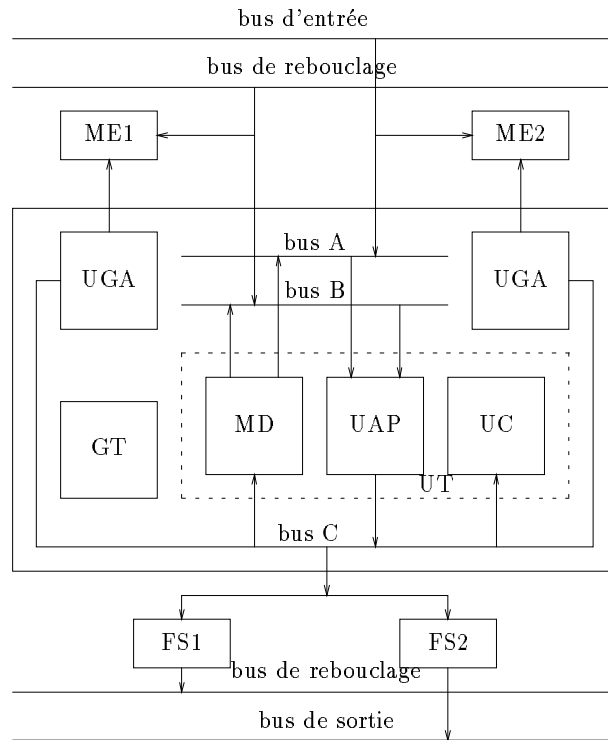 bus d'entrée
bus de rebouclage
ME1
ME2
bus A
UGA
UGA
bus B
MD
UAP
UC
GT
UT
bus C
FS1
FS2
bus de rebouclage
bus de sortie